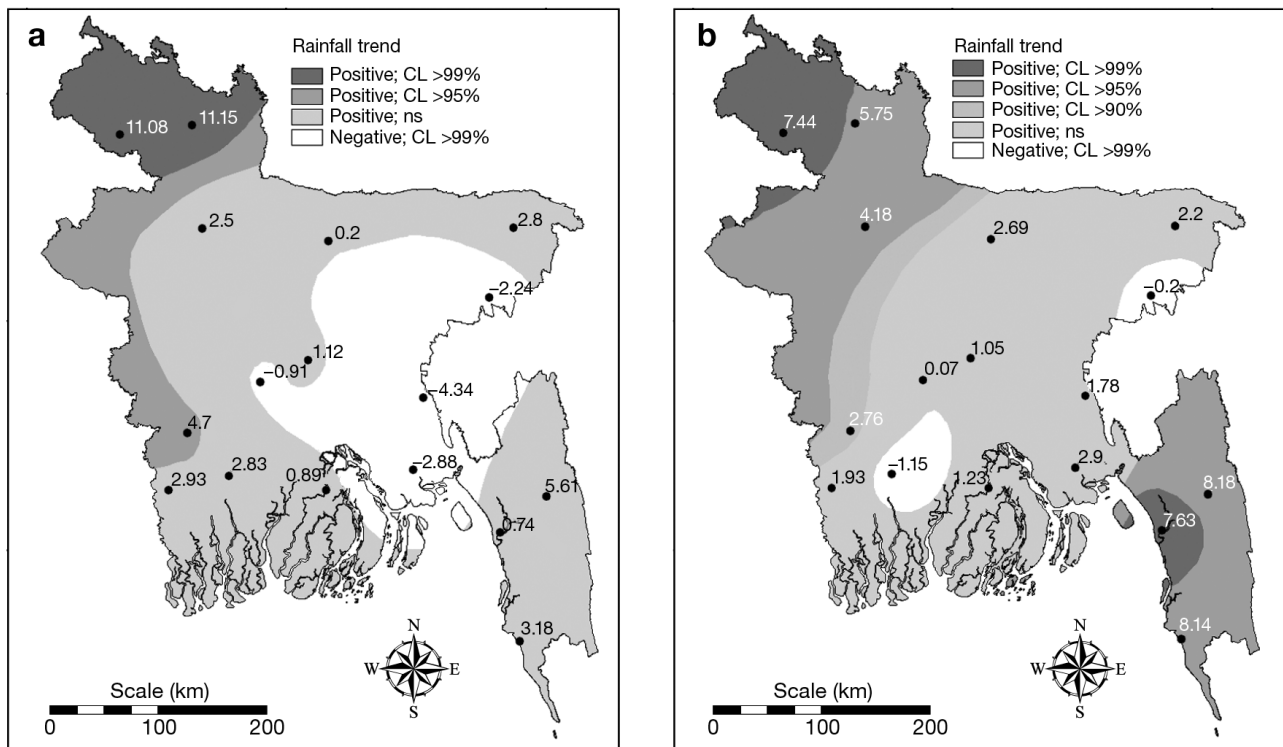 a
Rainfall trend
Positive; CL >99%
Positive; CL >95%
Positive; ns
Negative; CL >99%
11.08
11.15
2.5
0.2
2.8
−2.24
1.12
−0.91
−4.34
4.7
−2.88
2.93
2.83
0.89
5.61
0.74
3.18
N
W
E
S
Scale (km)
0 100 200
b
Rainfall trend
Positive; CL >99%
Positive; CL >95%
Positive; CL >90%
Positive; ns
Negative; CL >99%
7.44
5.75
4.18
2.69
2.2
−0.2
1.05
0.07
1.78
2.76
−1.15
2.9
1.93
1.23
8.18
7.63
8.14
N
W
E
S
Scale (km)
0 100 200